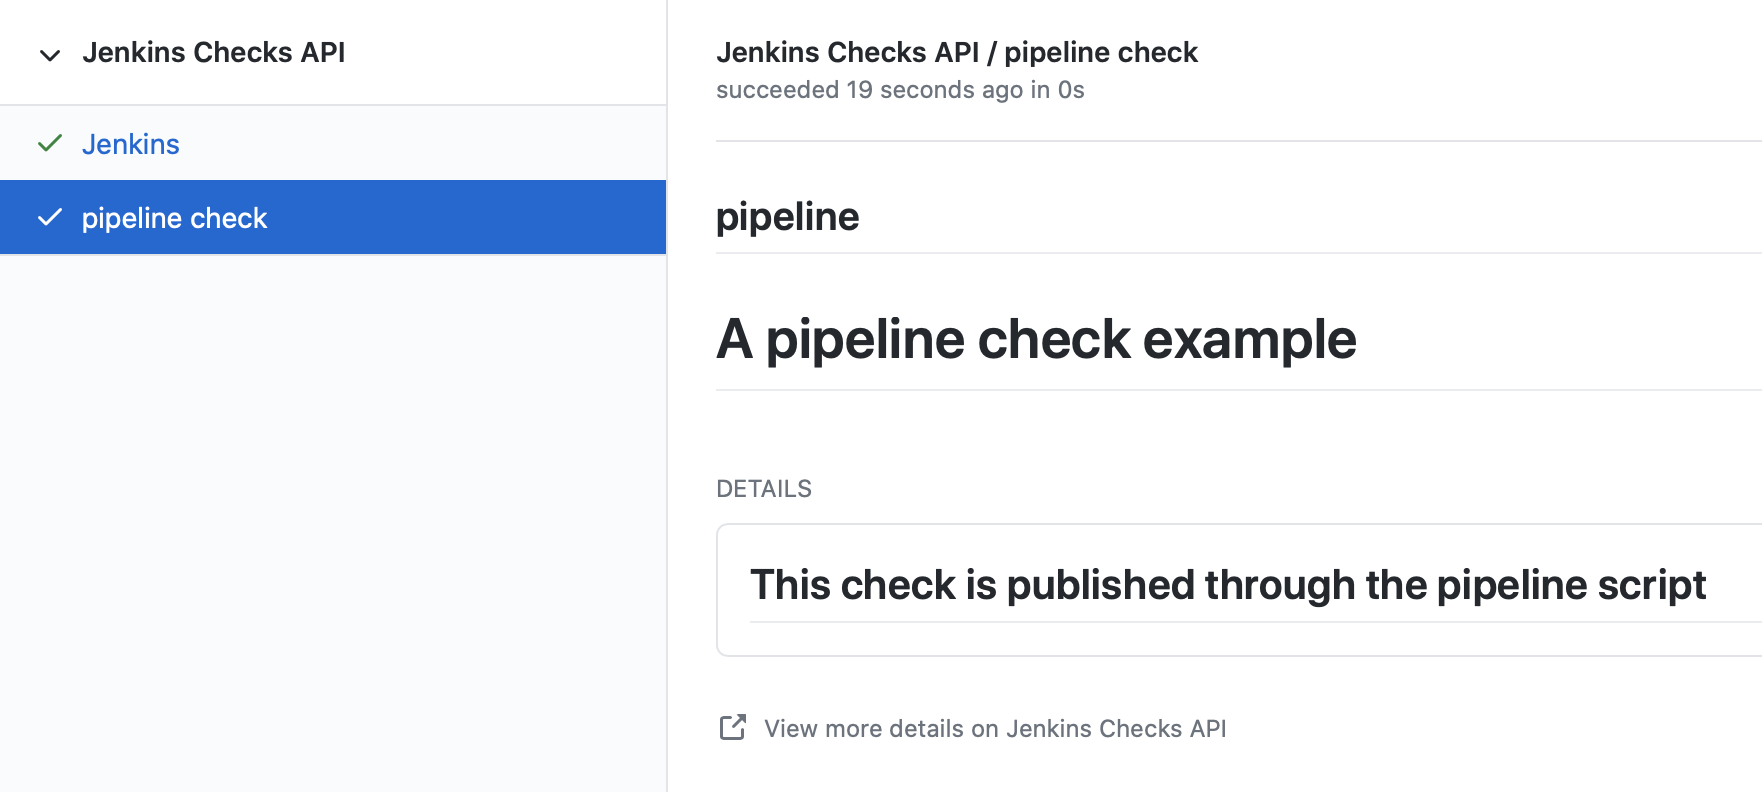 Jenkins Checks API
Jenkins
pipeline check
Jenkins Checks API / pipeline check
succeeded 19 seconds ago in 0s
pipeline
A pipeline check example
DETAILS
This check is published through the pipeline script
View more details on Jenkins Checks API